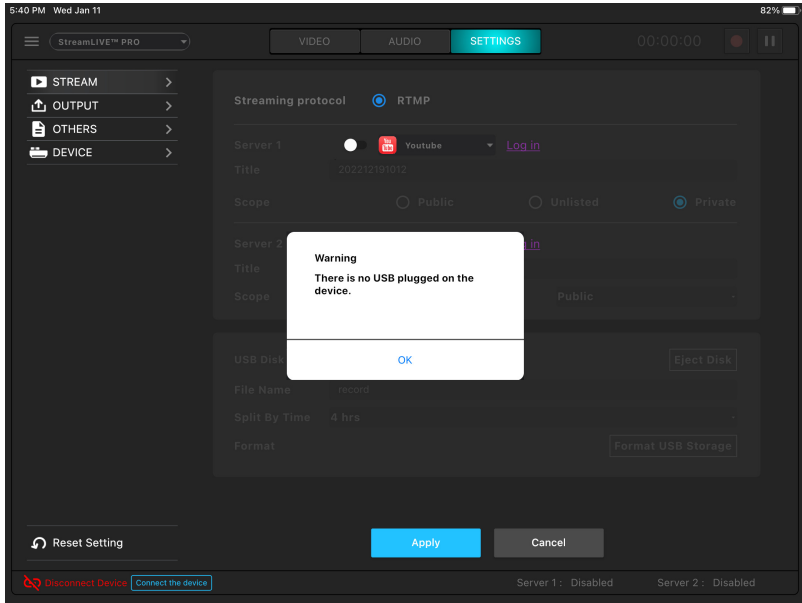 5:40 PM Wed Jan 11
82%
StreamLIVE™ PRO
VIDEO
AUDIO
SETTINGS
00:00:00
STREAM
OUTPUT
OTHERS
DEVICE
Streaming protocol
RTMP
Server 1
You Tube
Youtube
Log in
Title
202212191012
Scope
Public
Unlisted
Private
Server 2
in
Title
Scope
Public
Warning
There is no USB plugged on the
device.
OK
USB Disk
Eject Disk
File Name
record
Split By Time
4 hrs
Format
Format USB Storage
Reset Setting
Apply
Cancel
Disconnect Device
Connect the device
Server 1 : Disabled
Server 2 : Disabled